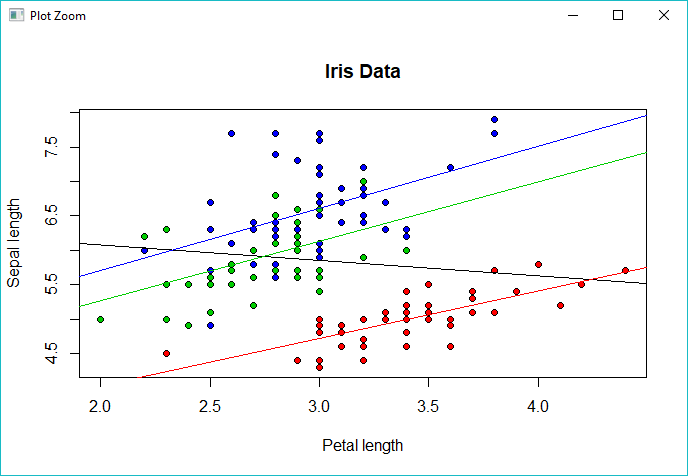 Plot Zoom
Iris Data
Sepal length
7.5
6.5
5.5
4.5
2.0 2.5 3.0 3.5 4.0
Petal length